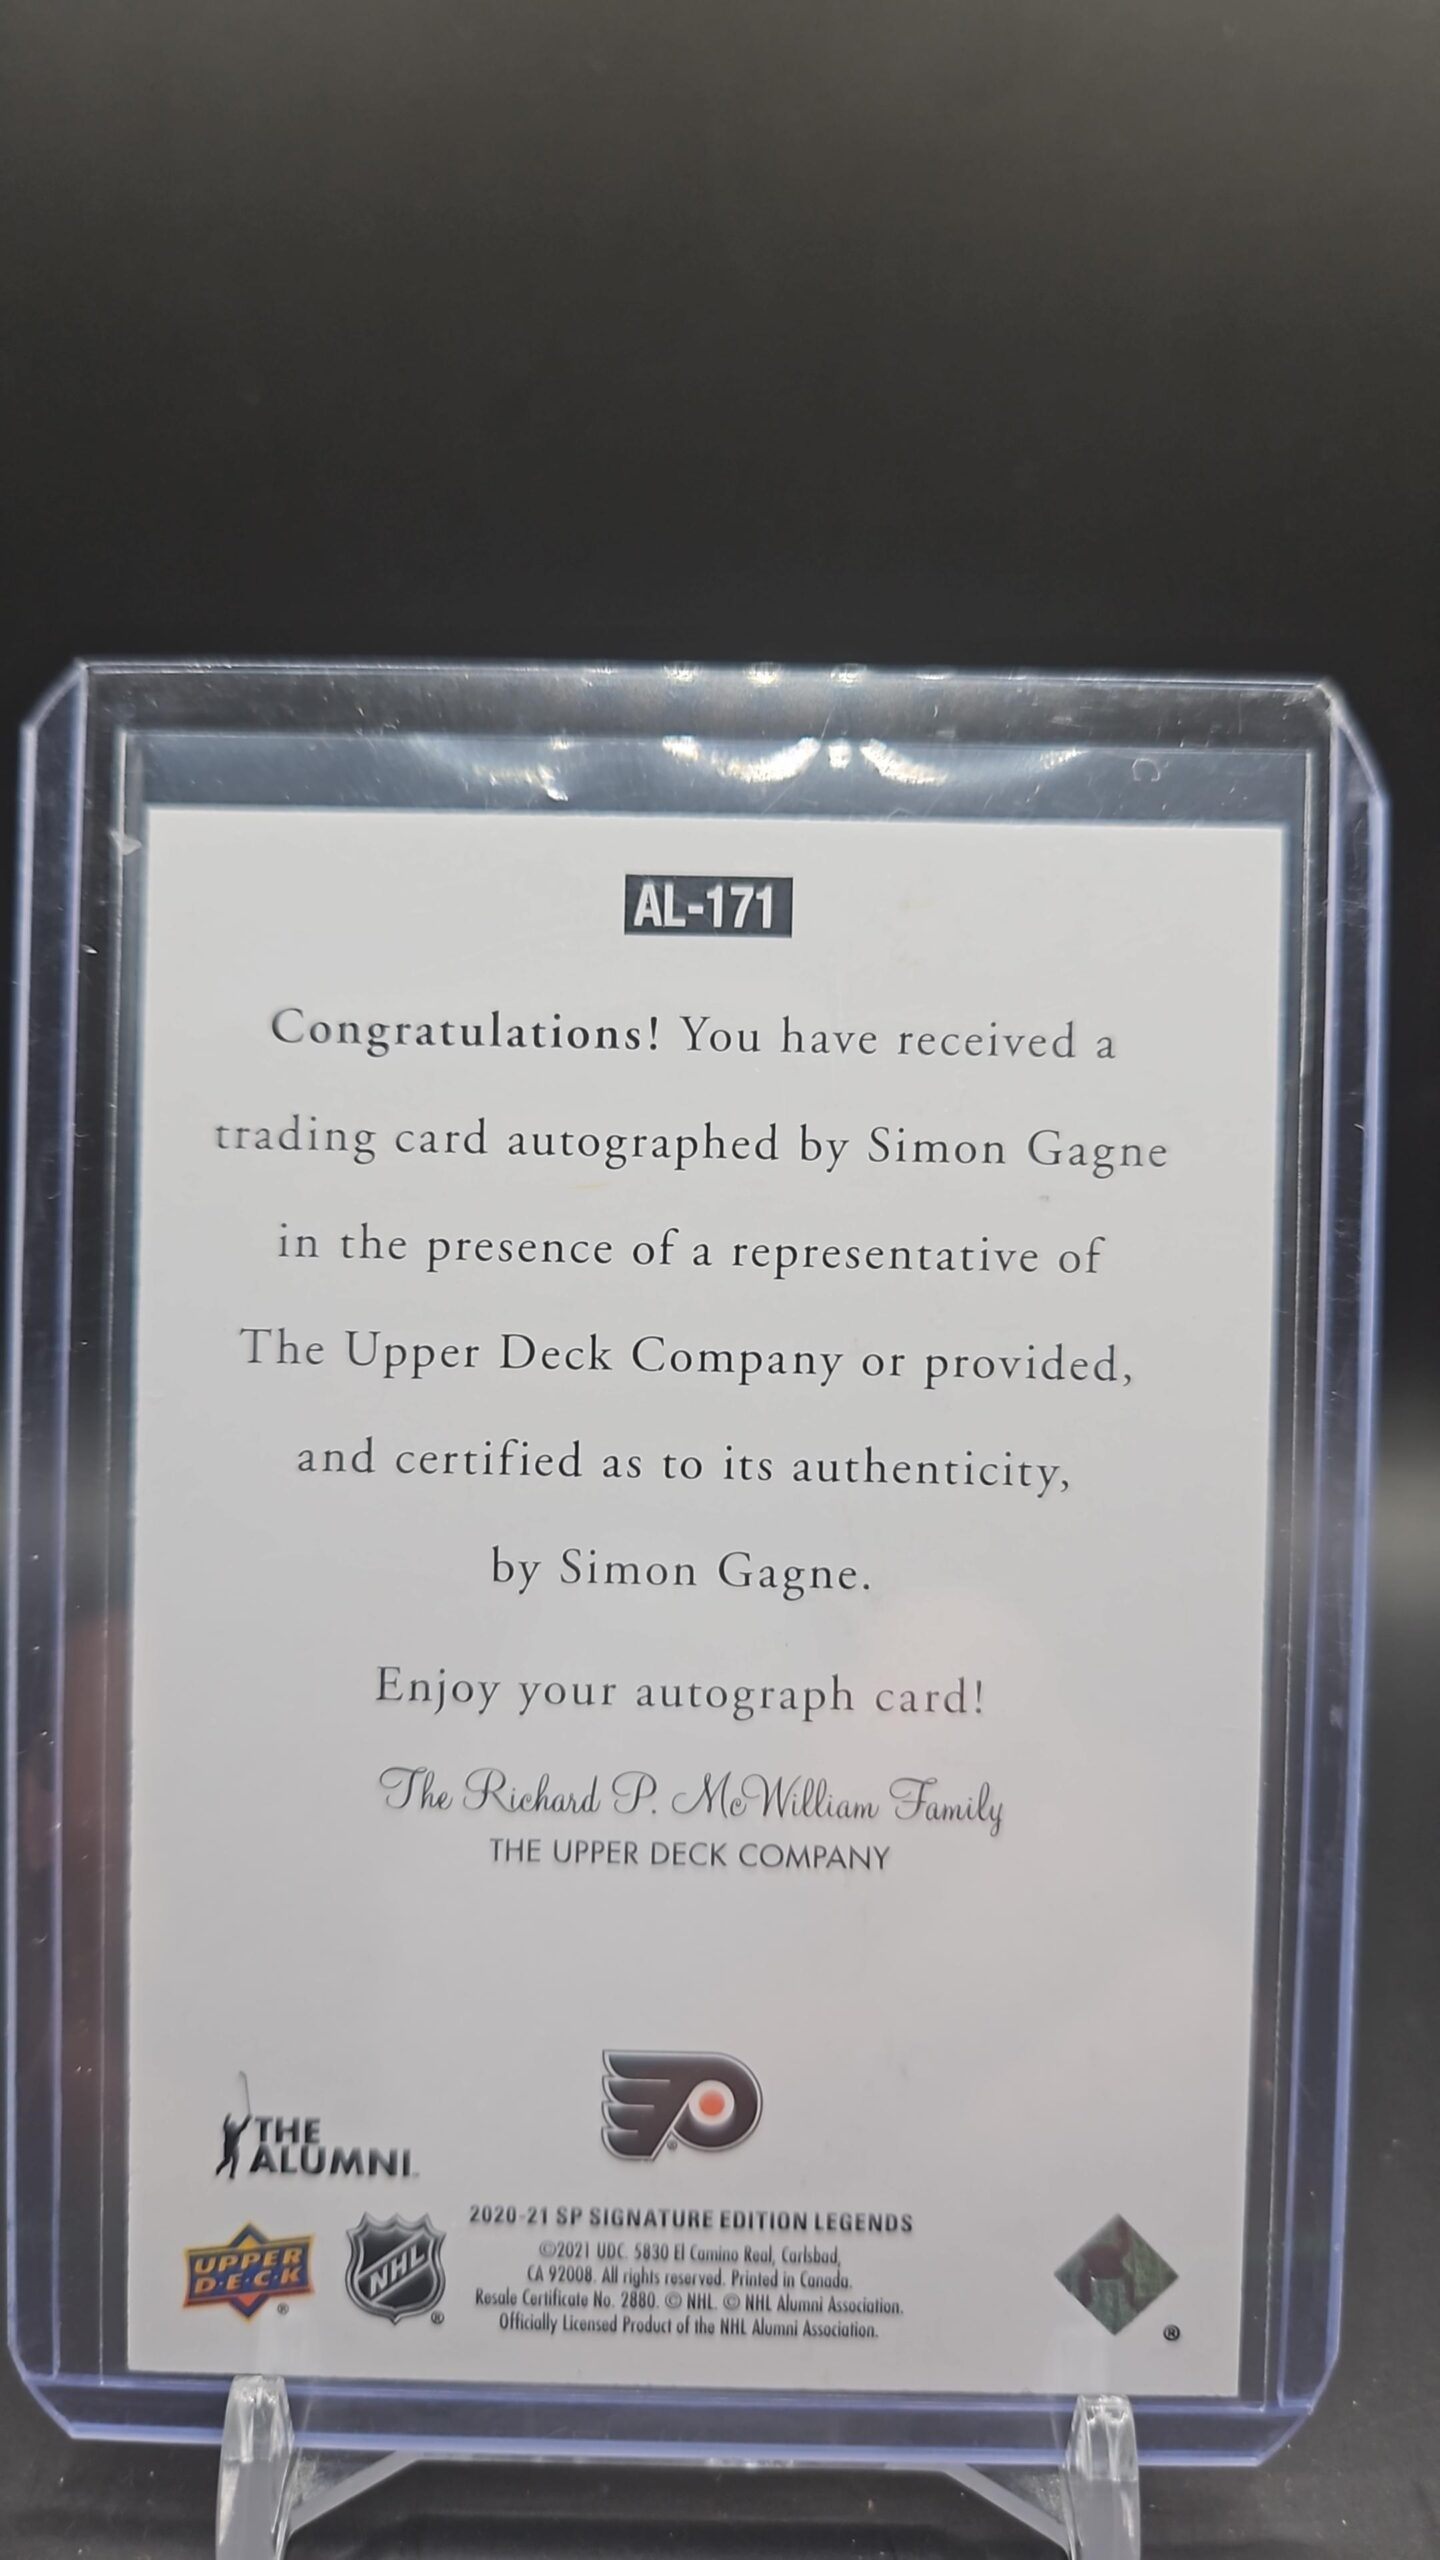 AL-171
Congratulations! You have received a
trading card autographed by Simon Gagne
in the presence of a representative of
The Upper Deck Company or provided,
and certified as to its authenticity,
by Simon Gagne.
Enjoy your autograph card!
The Richard P. McWilliam Family
THE UPPER DECK COMPANY
THE
ALUMNI
UPPER
D·E·C·K
®
NHL
®
®
2020-21 SP SIGNATURE EDITION LEGENDS
©2021 UDC. 5830 El Camino Real, Carlsbad,
CA 92008. All rights reserved. Printed in Canada.
Resale Certificate No. 2880. © NHL. © NHL Alumni Association.
Officially Licensed Product of the NHL Alumni Association.
®